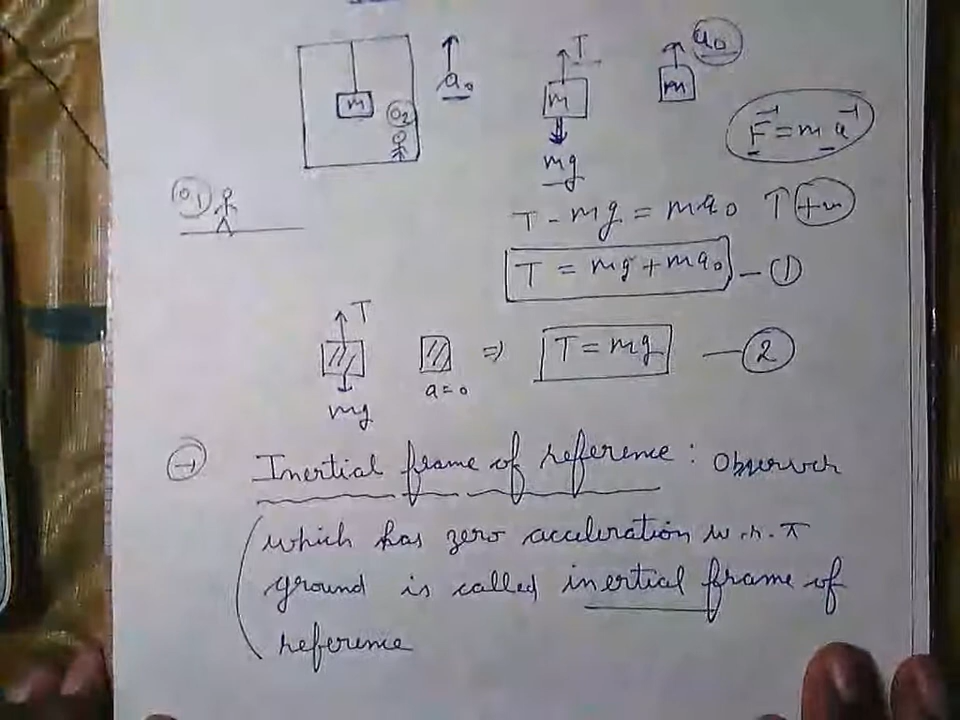 m
O2
a₀
T
m
mg
m
a₀
F⃗ = m a⃗
O1
T - mg = ma₀ ↑ +ve
T = mg + ma₀ — ①
T
mg
a = 0
⇒ T = mg — ②
→ Inertial frame of reference : Observer
which has zero acceleration w.r.t
ground is called inertial frame of
reference